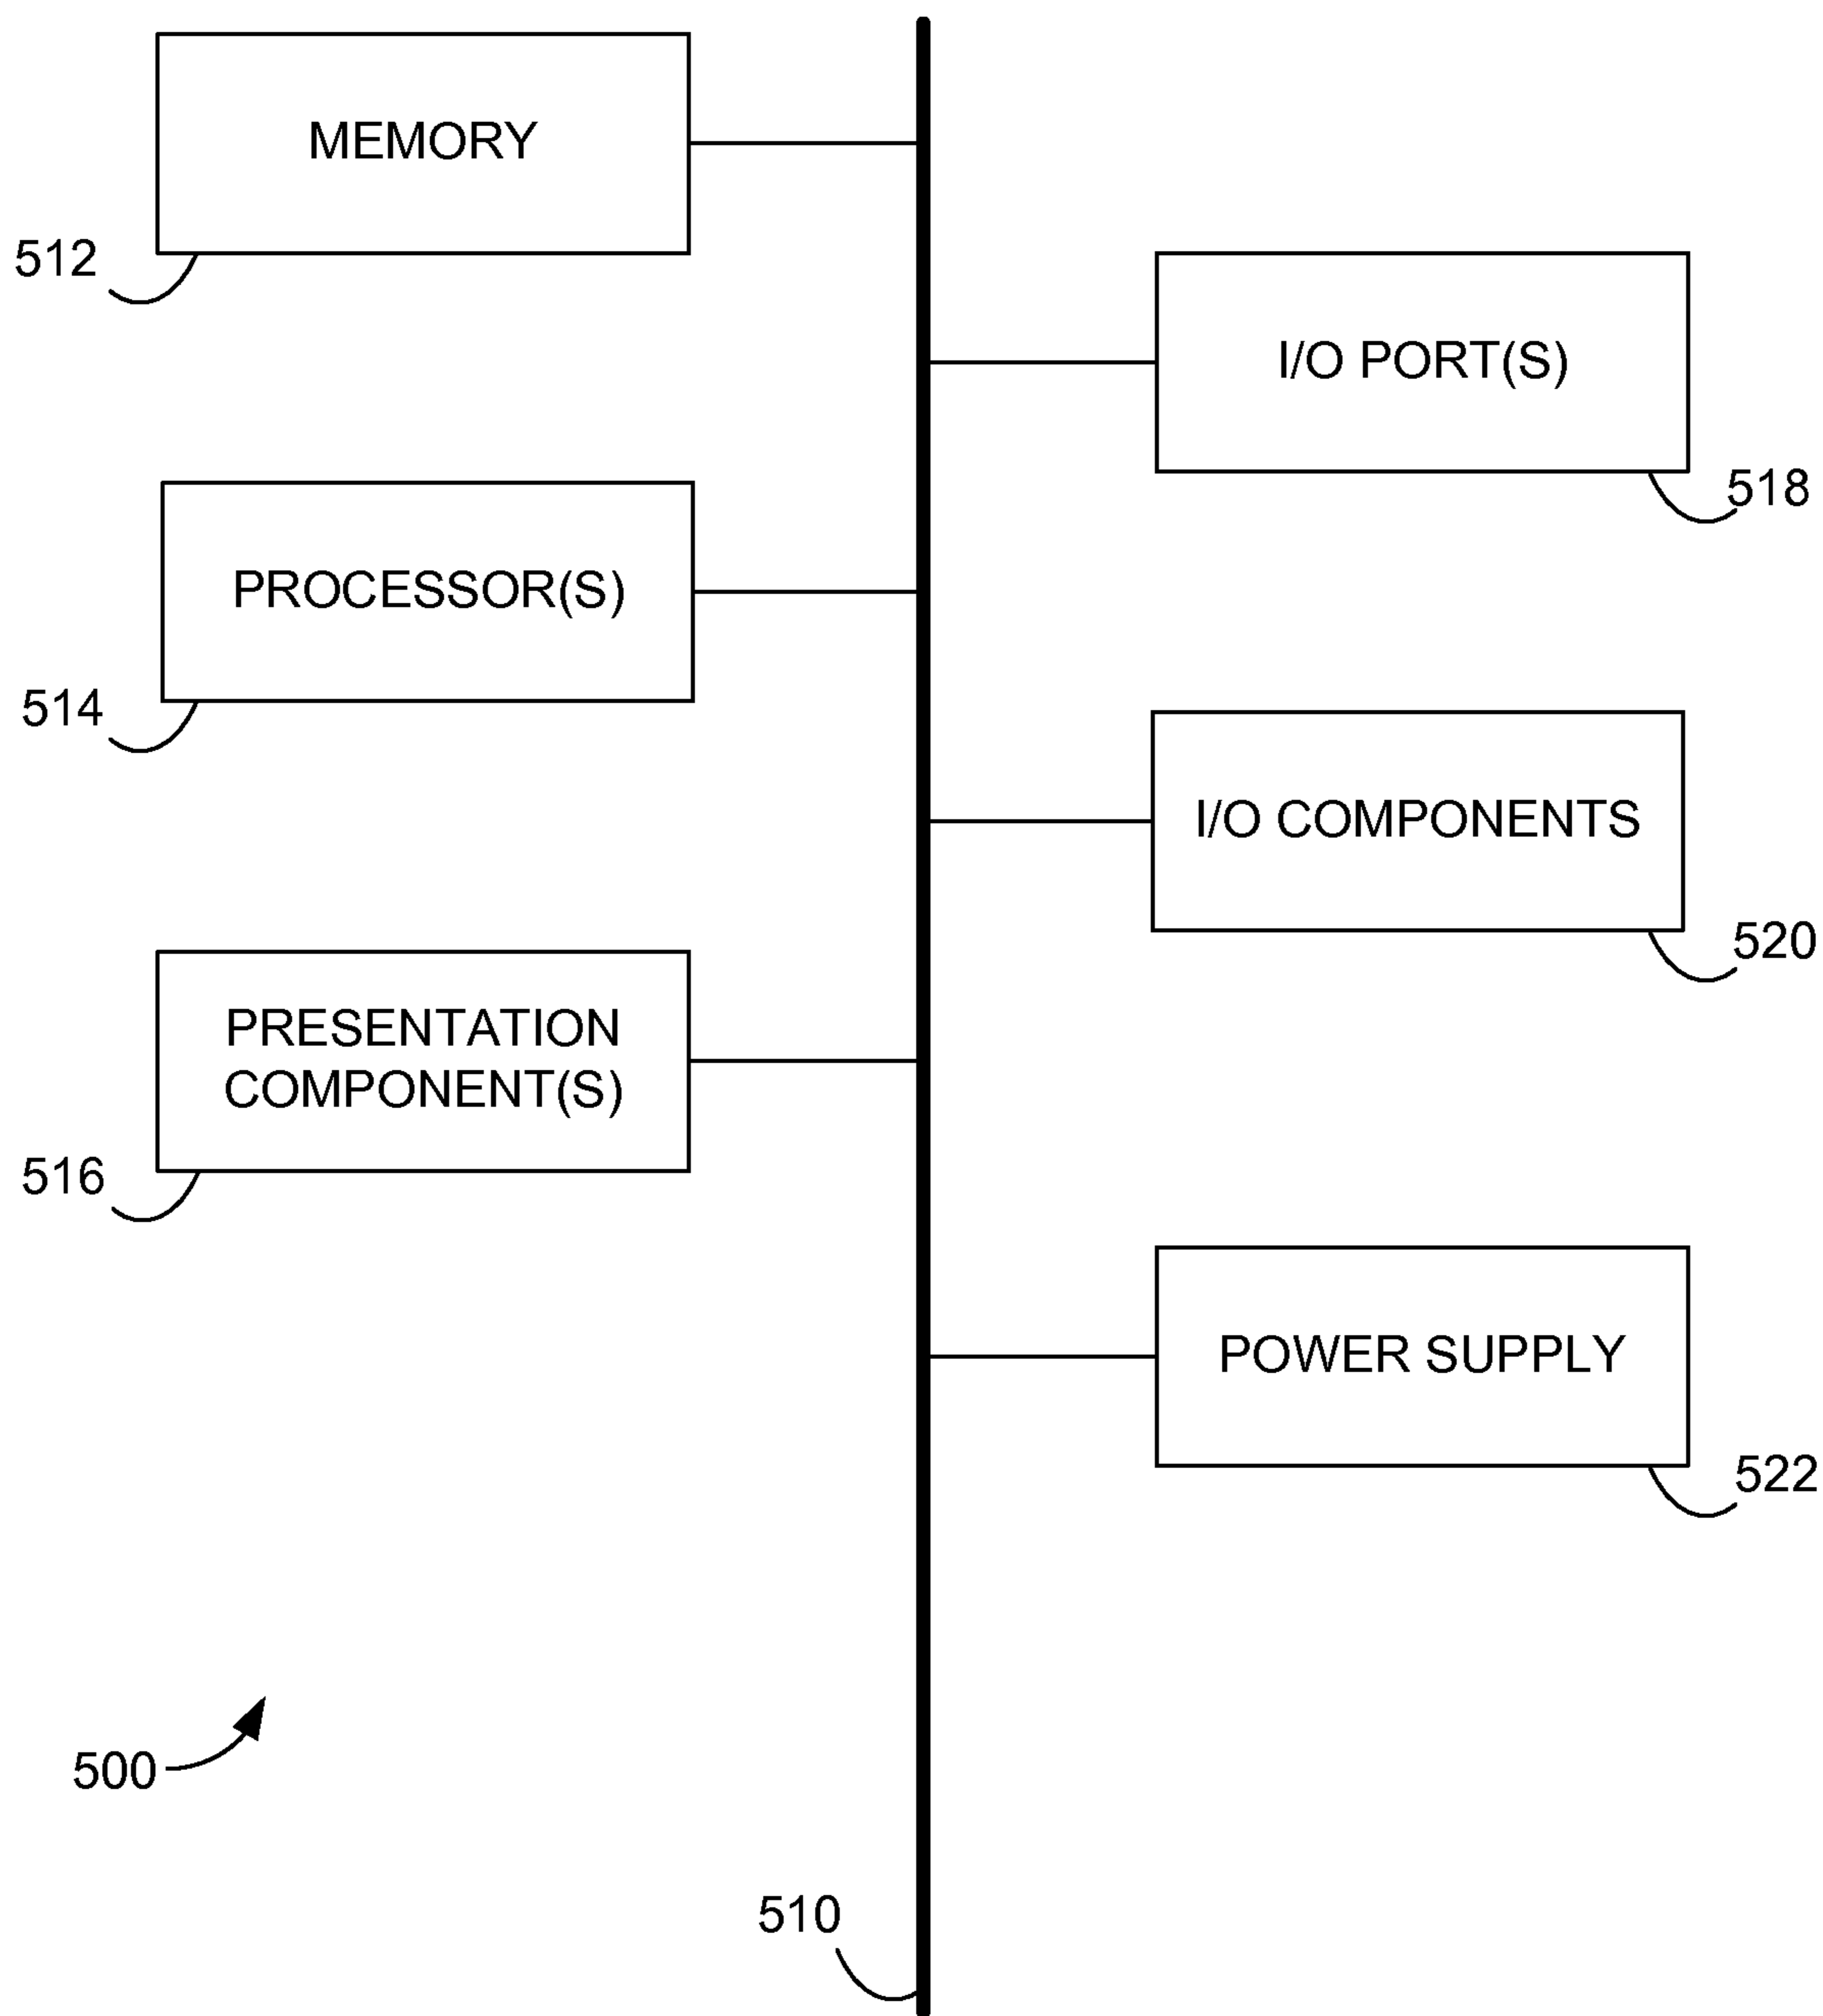 MEMORY
512
I/O PORT(S)
518
PROCESSOR(S)
514
I/O COMPONENTS
520
PRESENTATION
COMPONENT(S)
516
POWER SUPPLY
522
500
510